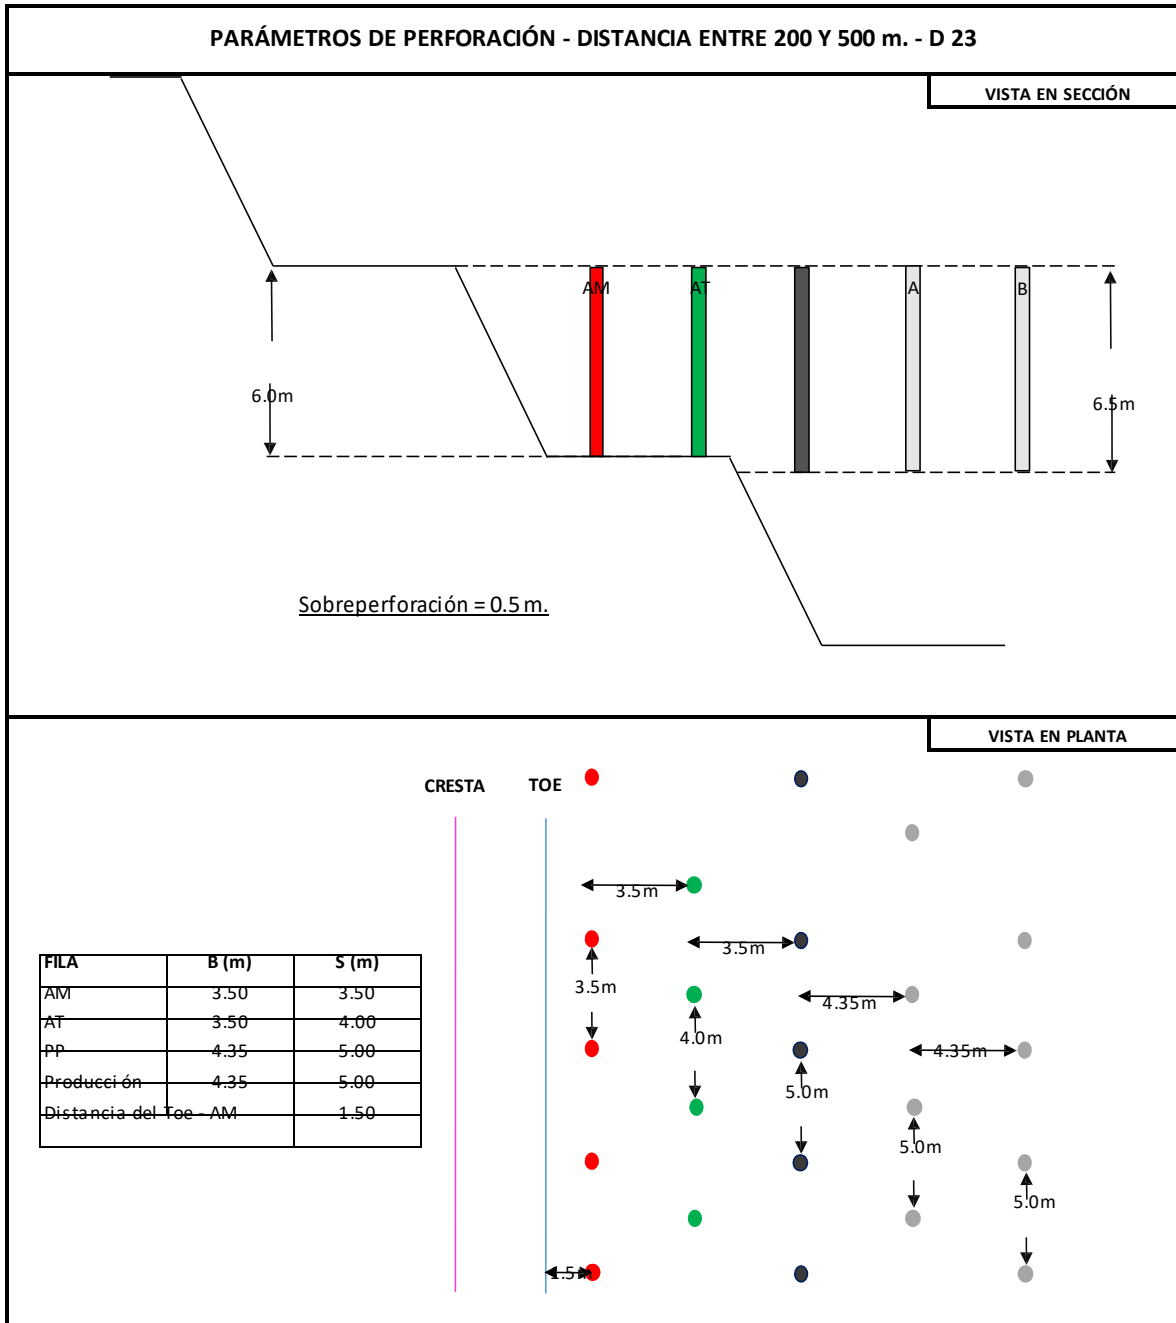 PARÁMETROS DE PERFORACIÓN - DISTANCIA ENTRE 200 Y 500 m. - D 23
VISTA EN SECCIÓN
AM AT A B
6.0m 6.5m
Sobreperforación = 0.5 m.
VISTA EN PLANTA
CRESTA TOE
3.5m
3.5m
3.5m
4.35m
4.0m
4.35m
5.0m
5.0m
5.0m
1.5m
FILA B (m) S (m)
AM 3.50 3.50
AT 3.50 4.00
PP 4.35 5.00
Producción 4.35 5.00
Distancia del Toe - AM 1.50